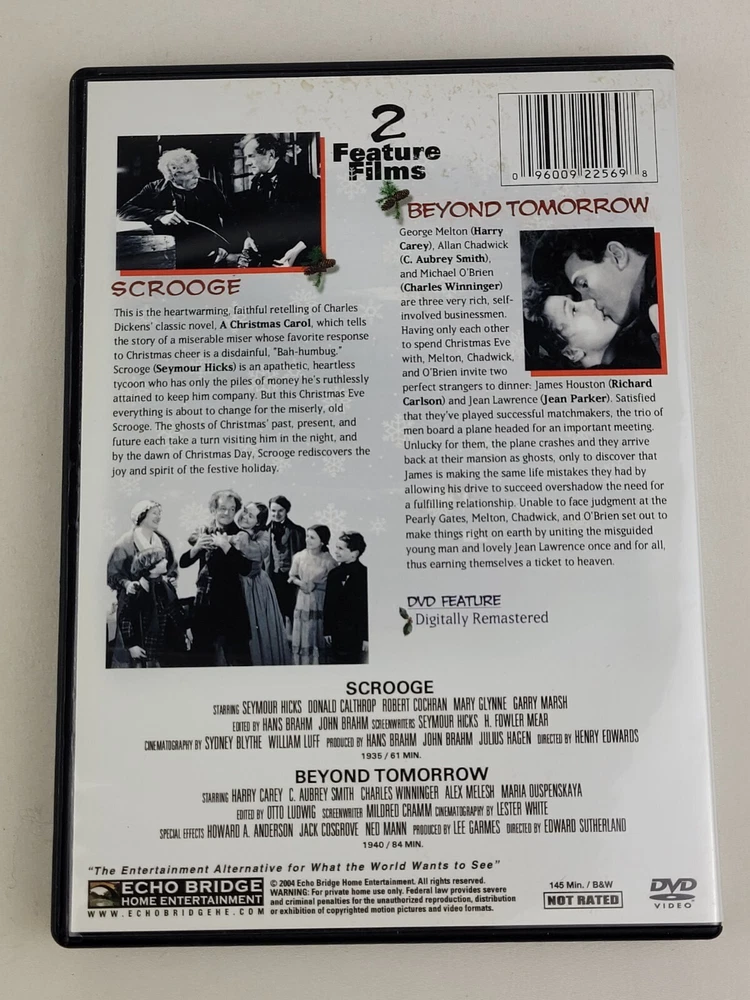 2
Feature
Films
0 96009 22569 8
SCROOGE
This is the heartwarming, faithful retelling of Charles
Dickens' classic novel, A Christmas Carol, which tells
the story of a miserable miser whose favorite response
to Christmas cheer is a disdainful, "Bah-humbug."
Scrooge (Seymour Hicks) is an apathetic, heartless
tycoon who has only the piles of money he's ruthlessly
attained to keep him company. But this Christmas Eve
everything is about to change for the miserly, old
Scrooge. The ghosts of Christmas' past, present, and
future each take a turn visiting him in the night, and
by the dawn of Christmas Day, Scrooge rediscovers the
joy and spirit of the festive holiday.
BEYOND TOMORROW
George Melton (Harry
Carey), Allan Chadwick
(C. Aubrey Smith),
and Michael O'Brien
(Charles Winninger)
are three very rich, self-
involved businessmen.
Having only each other
to spend Christmas Eve
with, Melton, Chadwick,
and O'Brien invite two
perfect strangers to dinner: James Houston (Richard
Carlson) and Jean Lawrence (Jean Parker). Satisfied
that they've played successful matchmakers, the trio of
men board a plane headed for an important meeting.
Unlucky for them, the plane crashes and they arrive
back at their mansion as ghosts, only to discover that
James is making the same life mistakes they had by
allowing his drive to succeed overshadow the need for
a fulfilling relationship. Unable to face judgment at the
Pearly Gates, Melton, Chadwick, and O'Brien set out to
make things right on earth by uniting the misguided
young man and lovely Jean Lawrence once and for all,
thus earning themselves a ticket to heaven.
DVD FEATURE
Digitally Remastered
SCROOGE
STARRING SEYMOUR HICKS DONALD CALTHROP ROBERT COCHRAN MARY GLYNNE GARRY MARSH
EDITED BY HANS BRAHM JOHN BRAHM SCREENWRITERS SEYMOUR HICKS H. FOWLER MEAR
CINEMATOGRAPHY BY SYDNEY BLYTHE WILLIAM LUFF PRODUCED BY HANS BRAHM JOHN BRAHM JULIUS HAGEN DIRECTED BY HENRY EDWARDS
1935 / 61 MIN.
BEYOND TOMORROW
STARRING HARRY CAREY C. AUBREY SMITH CHARLES WINNINGER ALEX MELESH MARIA OUSPENSKAYA
EDITED BY OTTO LUDWIG SCREENWRITER MILDRED CRAMM CINEMATOGRAPHY BY LESTER WHITE
SPECIAL EFFECTS HOWARD A. ANDERSON JACK COSGROVE NED MANN PRODUCED BY LEE GARMES DIRECTED BY EDWARD SUTHERLAND
1940 / 84 MIN.
"The Entertainment Alternative for What the World Wants to See"
ECHO BRIDGE
HOME ENTERTAINMENT
WWW.ECHOBRIDGEHE.COM
© 2004 Echo Bridge Home Entertainment. All rights reserved.
WARNING: For private home use only. Federal law provides severe
and criminal penalties for the unauthorized reproduction, distribution
or exhibition of copyrighted motion pictures and video formats.
145 Min. / B&W
NOT RATED
DVD
VIDEO